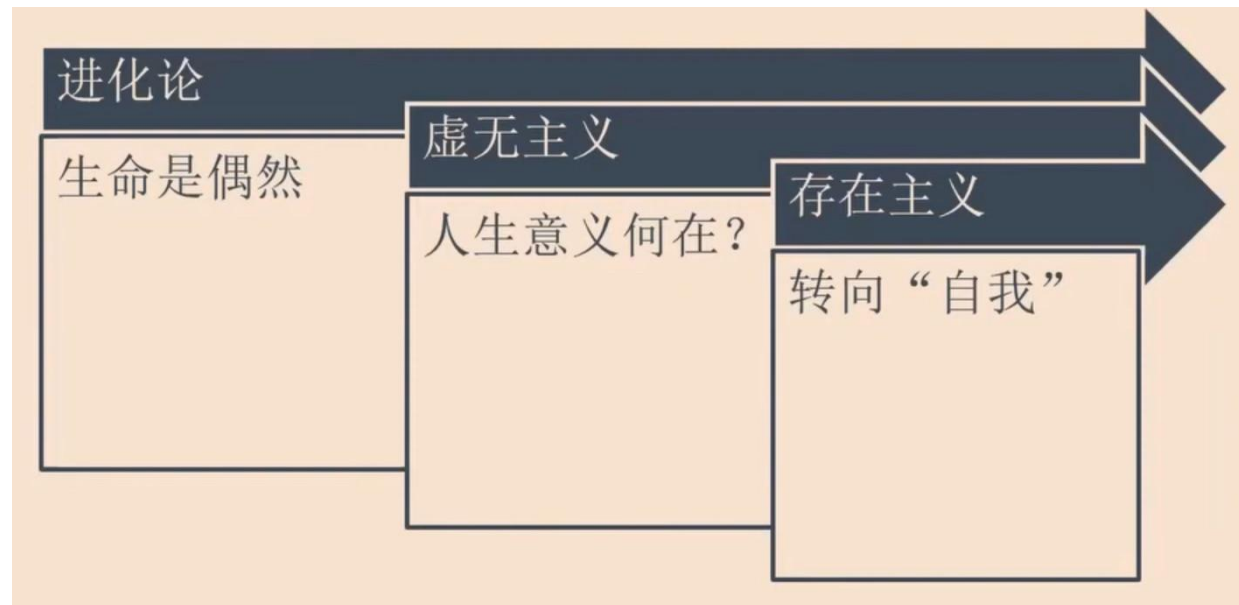 进化论
生命是偶然
虚无主义
人生意义何在？
存在主义
转向“自我”